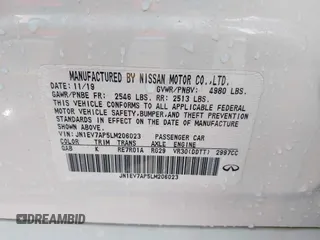 MANUFACTURED BY NISSAN MOTOR CO.,LTD.
DATE: 11/19 GVWR/PNBV: 4980 LBS.
GAWR/PNBE FR: 2546 LBS. RR: 2513 LBS.
THIS VEHICLE CONFORMS TO ALL APPLICABLE FEDERAL
MOTOR VEHICLE SAFETY, BUMPER, AND THEFT PREVENTION
STANDARDS IN EFFECT ON THE DATE OF
MANUFACTURE SHOWN ABOVE.
JN1EV7AP5LM206023 PASSENGER CAR
COLOR TRIM TRANS AXLE ENGINE
QAB K RE7R01A RG29 VR30(DDTT) 2997CC
JN1EV7AP5LM206023
DREAMBID
dreambid.com